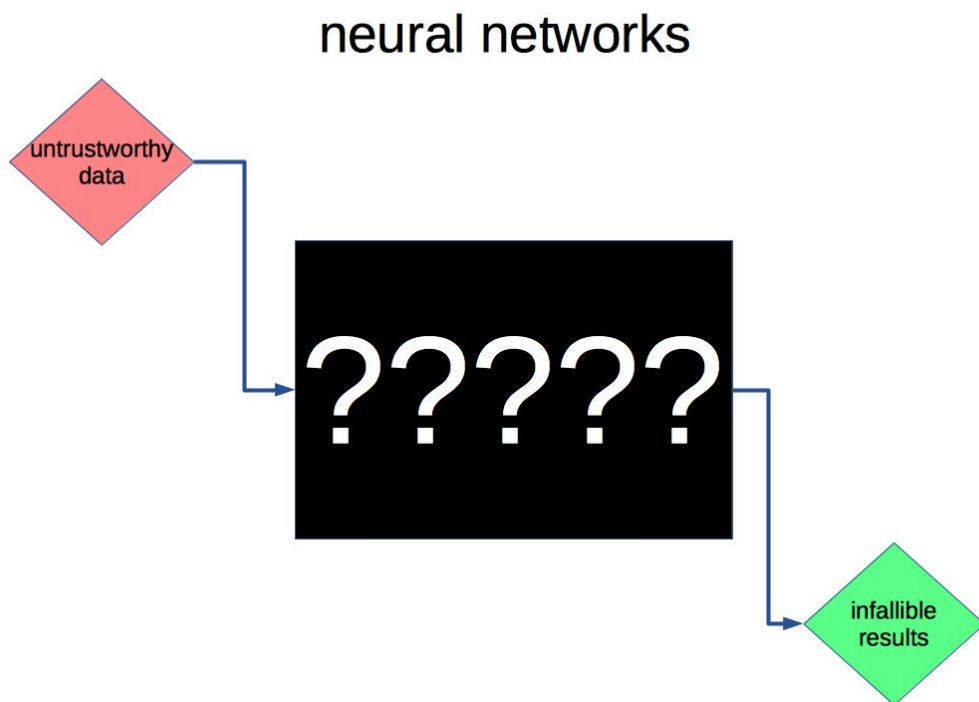 neural networks
untrustworthy
data
?????
infallible
results